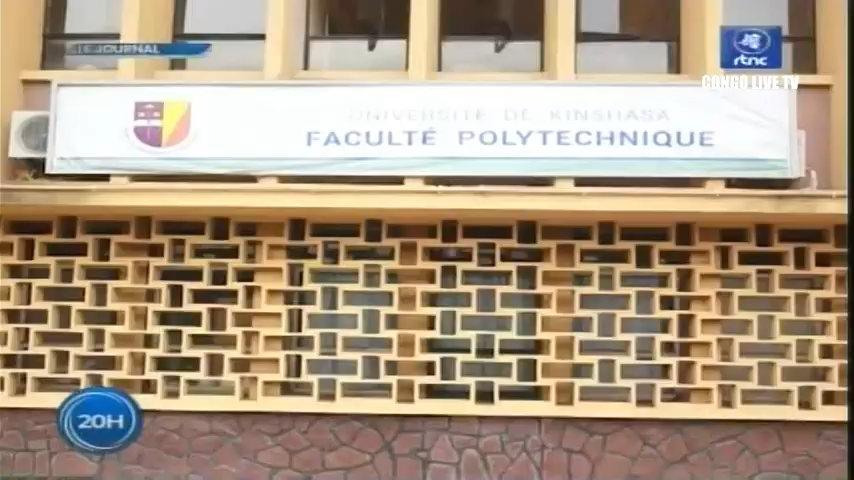 LE JOURNAL
rtnc
CONGO LIVE TV
UNIVERSITÉ DE KINSHASA
FACULTÉ POLYTECHNIQUE
20H